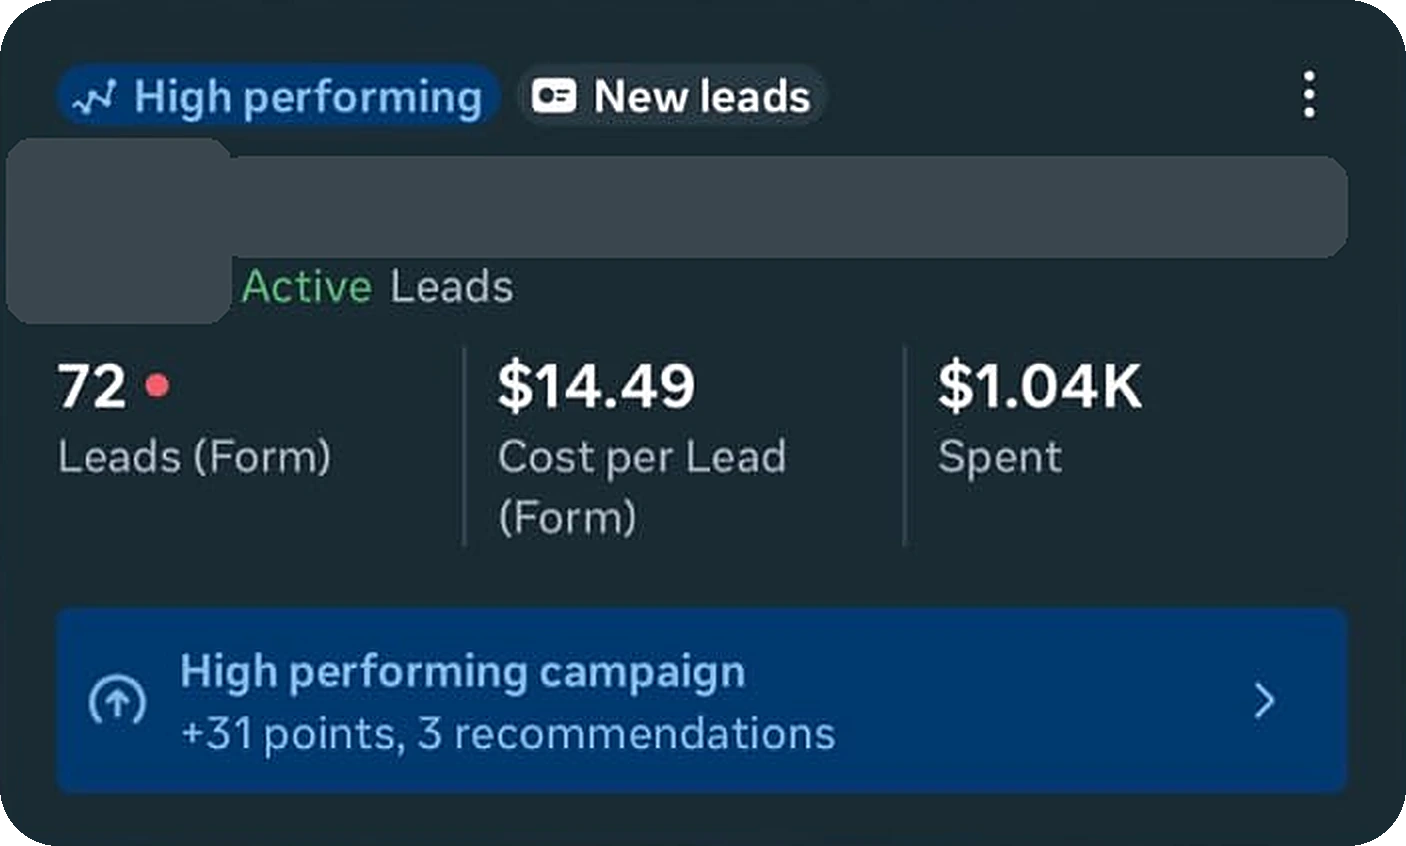 High performing New leads
Active Leads
72 $14.49 $1.04K
Leads (Form) Cost per Lead Spent
(Form)
High performing campaign
+31 points, 3 recommendations